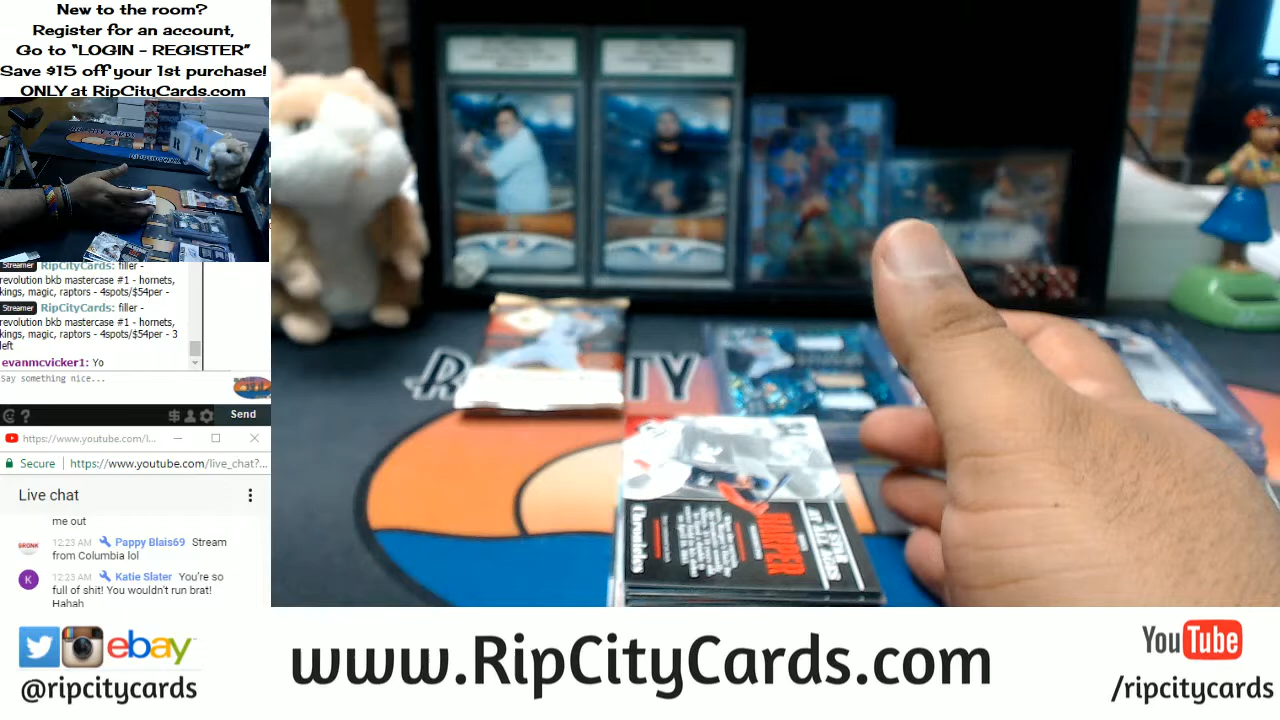 New to the room?
Register for an account,
Go to “LOGIN - REGISTER”
Save $15 off your 1st purchase!
ONLY at RipCityCards.com
Streamer RipCityCards: filler -
revolution bkb mastercase #1 - hornets,
kings, magic, raptors - 4spots/$54per -
Streamer RipCityCards: filler -
revolution bkb mastercase #1 - hornets,
kings, magic, raptors - 4spots/$54per - 3
left
evanmcvicker1: Yo
Say something nice...
Send
https://www.youtube.com/l...
Secure https://www.youtube.com/live_chat?...
Live chat
me out
12:23 AM Pappy Blais69 Stream
from Columbia lol
12:23 AM Katie Slater You're so
full of shit! You wouldn't run brat!
Hahah
HARPER
Chronicles
TY
ebay
@ripcitycards
www.RipCityCards.com
YouTube
/ripcitycards